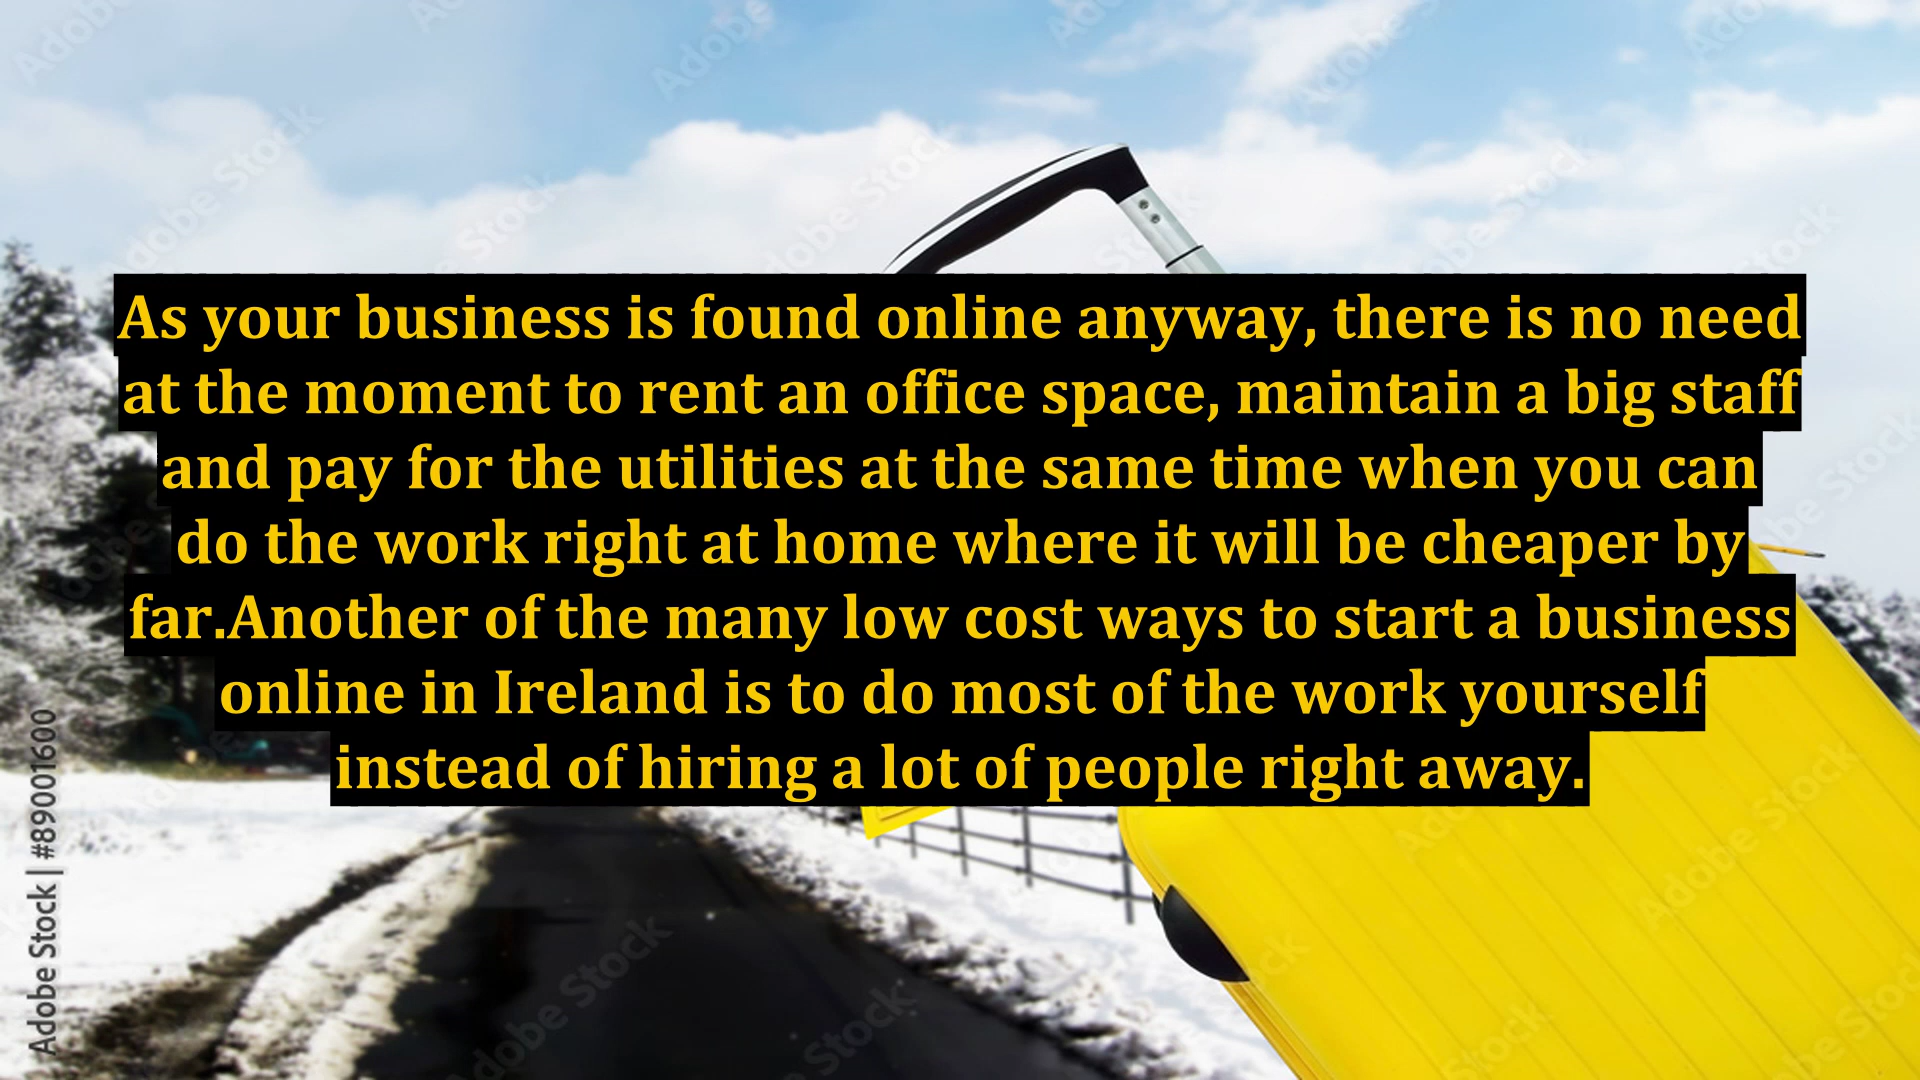 As your business is found online anyway, there is no need
at the moment to rent an office space, maintain a big staff
and pay for the utilities at the same time when you can
do the work right at home where it will be cheaper by
far.Another of the many low cost ways to start a business
online in Ireland is to do most of the work yourself
instead of hiring a lot of people right away.
Adobe Stock | #89001600